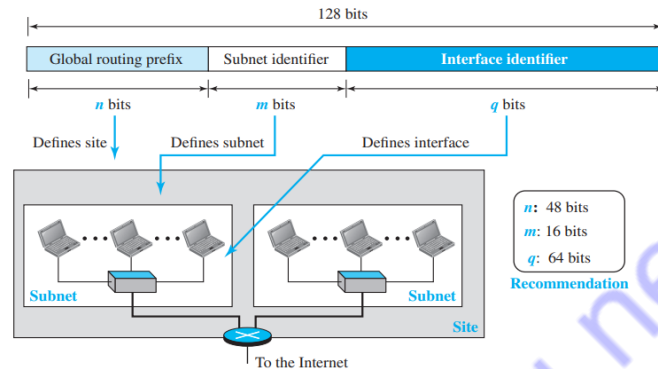 128 bits
Global routing prefix Subnet identifier Interface identifier
n bits m bits q bits
Defines site Defines subnet Defines interface
n: 48 bits
m: 16 bits
q: 64 bits
Recommendation
Subnet Subnet
Site
To the Internet